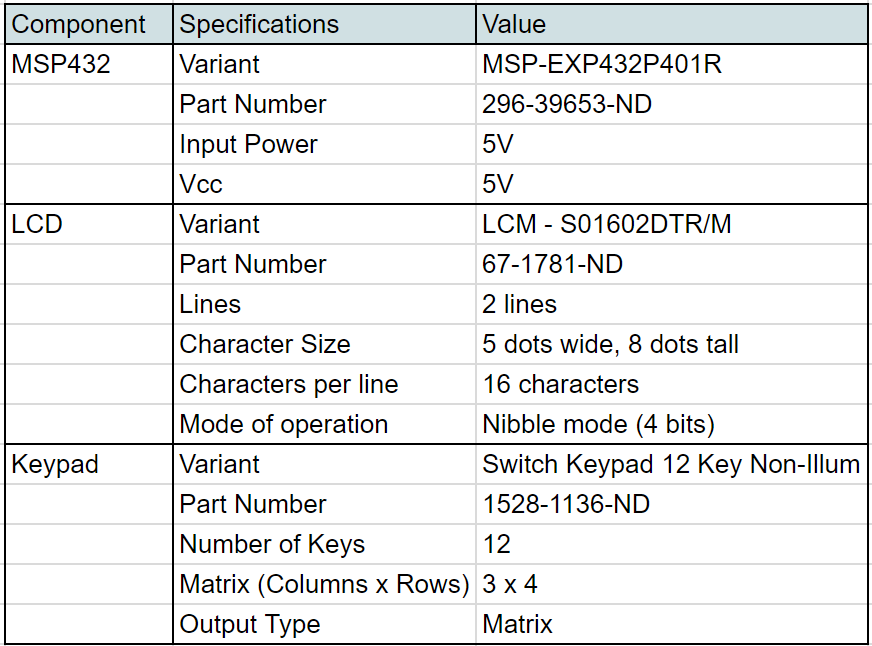 Component Specifications Value
MSP432 Variant MSP-EXP432P401R
Part Number 296-39653-ND
Input Power 5V
Vcc 5V
LCD Variant LCM - S01602DTR/M
Part Number 67-1781-ND
Lines 2 lines
Character Size 5 dots wide, 8 dots tall
Characters per line 16 characters
Mode of operation Nibble mode (4 bits)
Keypad Variant Switch Keypad 12 Key Non-Illum
Part Number 1528-1136-ND
Number of Keys 12
Matrix (Columns x Rows) 3 x 4
Output Type Matrix